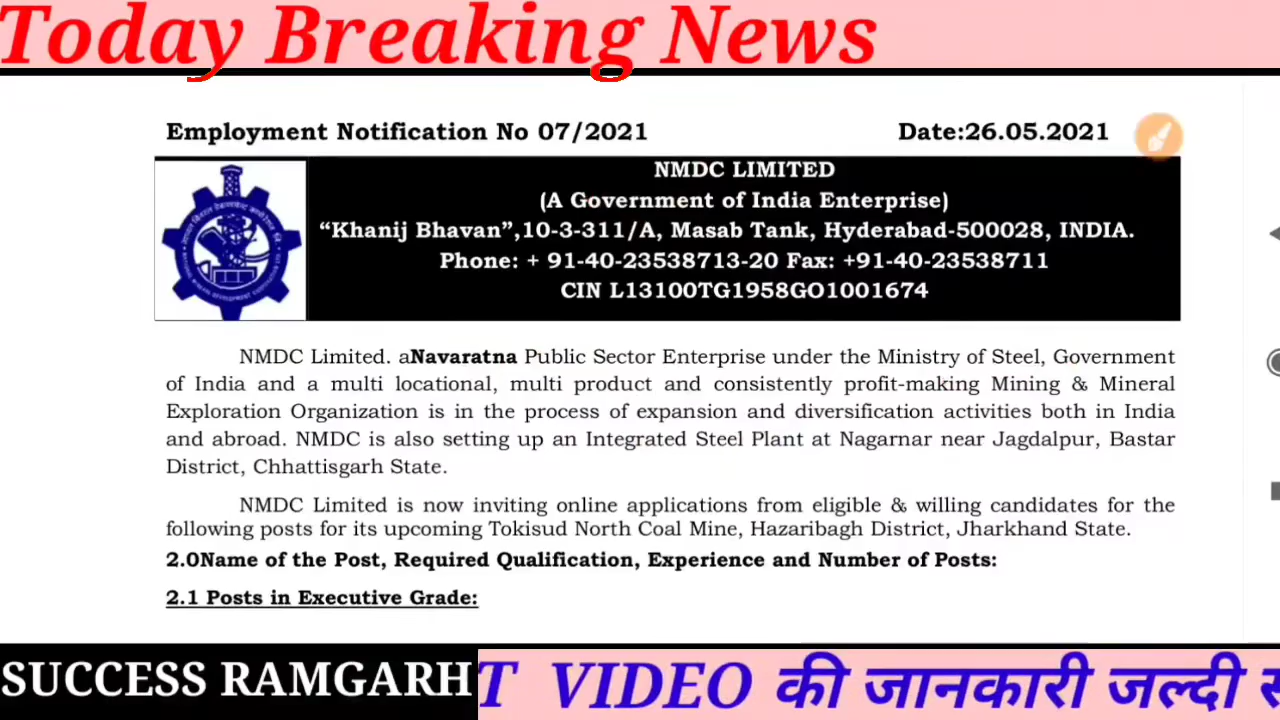 Today Breaking News
Employment Notification No 07/2021 Date:26.05.2021
NMDC LIMITED
(A Government of India Enterprise)
“Khanij Bhavan”,10-3-311/A, Masab Tank, Hyderabad-500028, INDIA.
Phone: + 91-40-23538713-20 Fax: +91-40-23538711
CIN L13100TG1958GO1001674
NMDC Limited. aNavaratna Public Sector Enterprise under the Ministry of Steel, Government
of India and a multi locational, multi product and consistently profit-making Mining & Mineral
Exploration Organization is in the process of expansion and diversification activities both in India
and abroad. NMDC is also setting up an Integrated Steel Plant at Nagarnar near Jagdalpur, Bastar
District, Chhattisgarh State.
NMDC Limited is now inviting online applications from eligible & willing candidates for the
following posts for its upcoming Tokisud North Coal Mine, Hazaribagh District, Jharkhand State.
2.0Name of the Post, Required Qualification, Experience and Number of Posts:
2.1 Posts in Executive Grade:
SUCCESS RAMGARH T VIDEO की जानकारी जल्दी